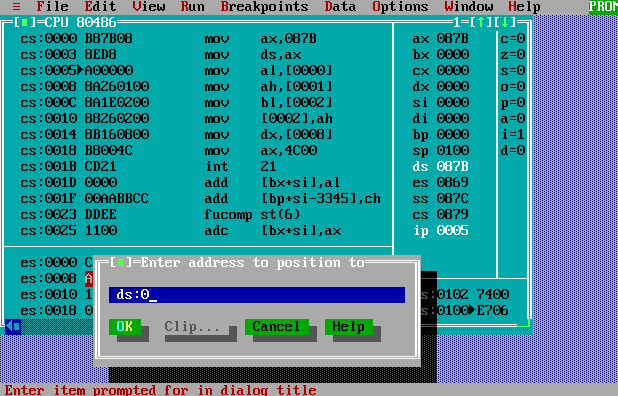 ≡ File Edit View Run Breakpoints Data Options Window Help PROM
[■]=CPU 80486 1=[↑][↓]
cs:0000 B87B08 mov ax,087B ax 087B c=0
cs:0003 8ED8 mov ds,ax bx 0000 z=0
cs:0005►A00000 mov al,[0000] cx 0000 s=0
cs:0008 8A260100 mov ah,[0001] dx 0000 o=0
cs:000C 8A1E0200 mov bl,[0002] si 0000 p=0
cs:0010 88260200 mov [0002],ah di 0000 a=0
cs:0014 8B160800 mov dx,[0008] bp 0000 i=1
cs:0018 B8004C mov ax,4C00 sp 0100 d=0
cs:001B CD21 int 21 ds 087B
cs:001D 0000 add [bx+si],al es 0869
cs:001F 00AABBCC add [bp+si-3345],ch ss 087C
cs:0023 DDEE fucomp st(6) cs 0879
cs:0025 1100 adc [bx+si],ax ip 0005
es:0000 C
[■]=Enter address to position to
es:0008 A
es:0010 1 ds:0_ s:0102 7400
es:0018 0 s:0100►E706
OK Clip... Cancel Help
Enter item prompted for in dialog title